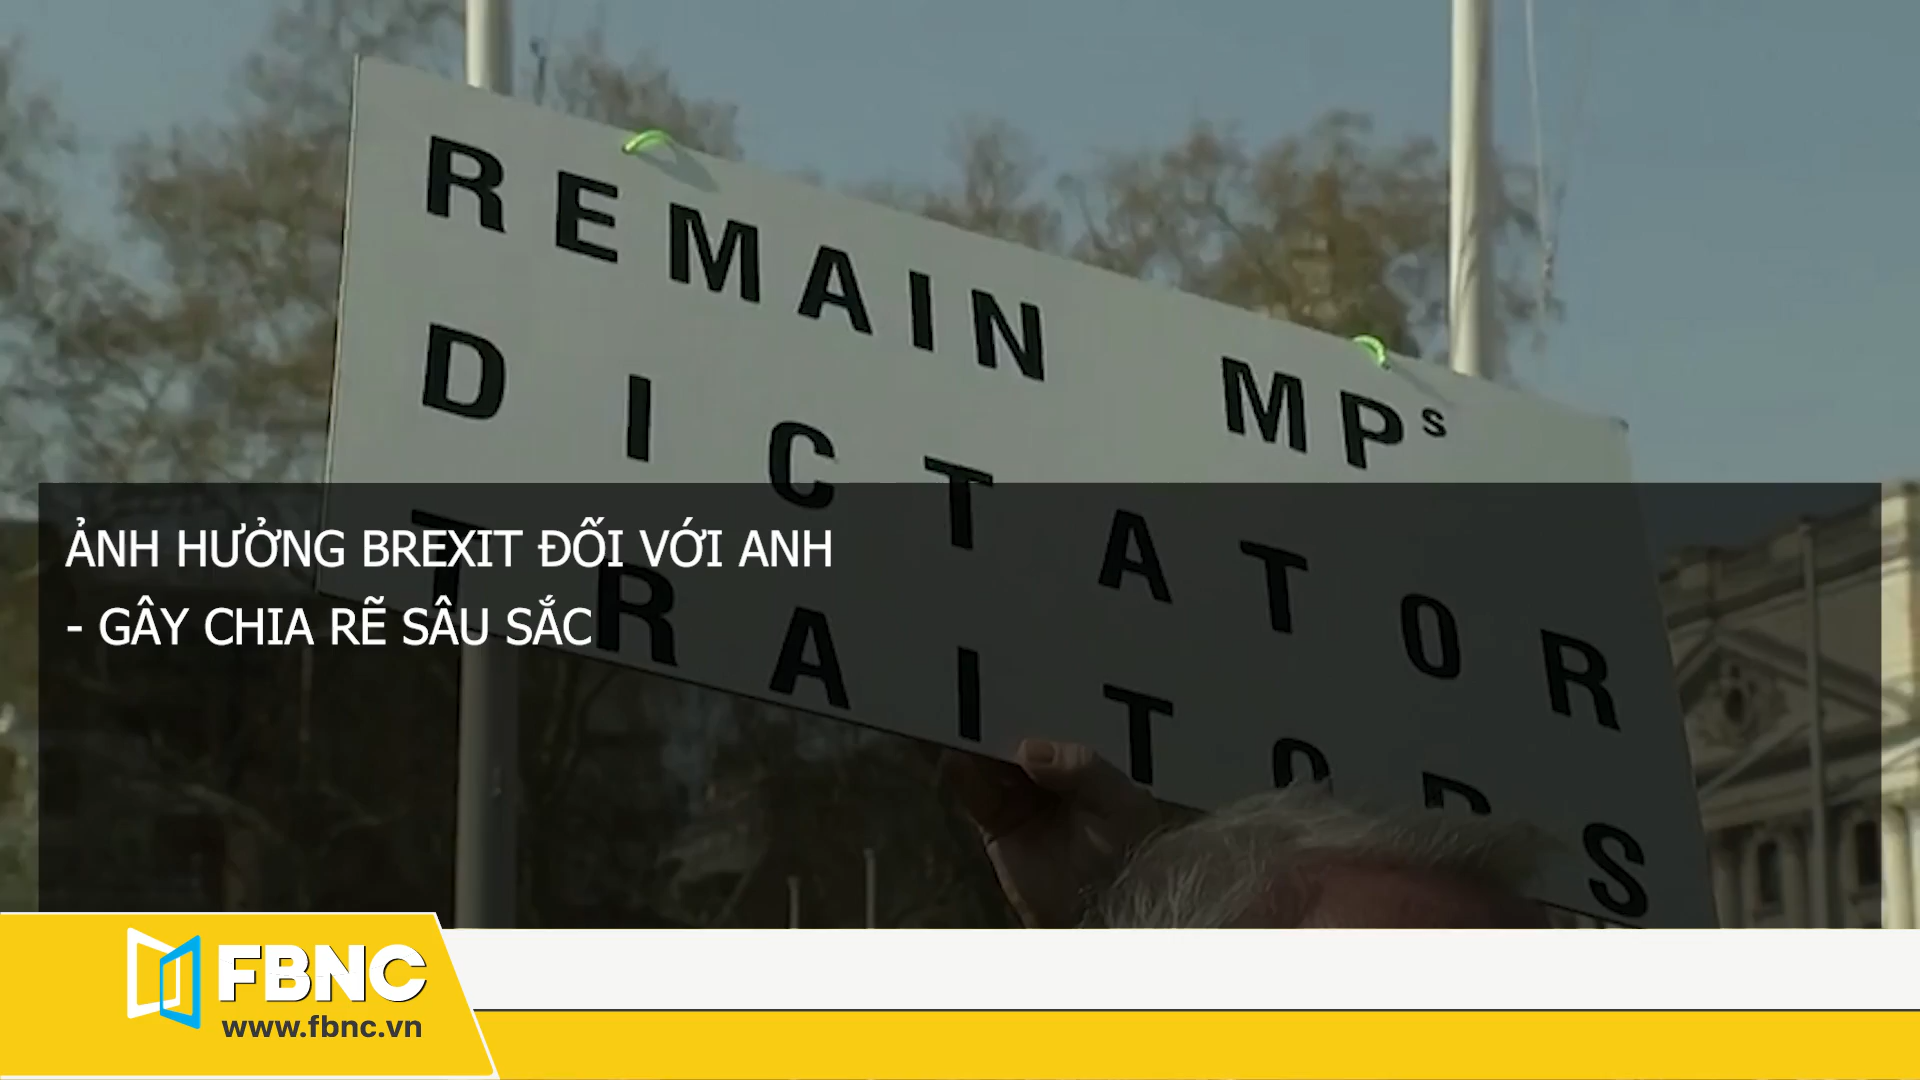 REMAIN MPs
DICTATOR
TRAITORS
ẢNH HƯỞNG BREXIT ĐỐI VỚI ANH
- GÂY CHIA RẼ SÂU SẮC
FBNC
www.fbnc.vn